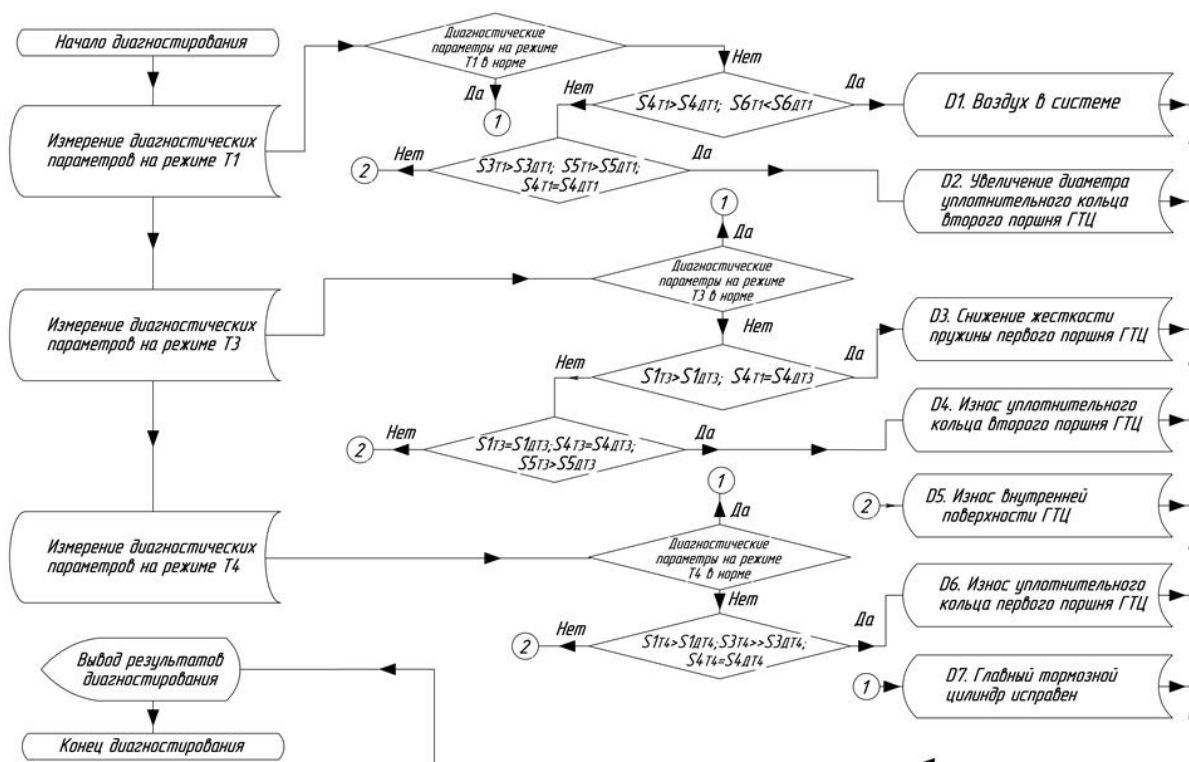 Начало диагностирования
Диагностические
параметры на режиме
Т1 в норме
Нет
Да
1
S4т1>S4дт1; S6т1<S6дт1
Нет
Да
D1. Воздух в системе
Измерение диагностических
параметров на режиме Т1
S3т1>S3дт1; S5т1>S5дт1;
S4т1=S4дт1
Нет
2
Да
D2. Увеличение диаметра
уплотнительного кольца
второго поршня ГТЦ
1
Да
Диагностические
параметры на режиме
Т3 в норме
Нет
Измерение диагностических
параметров на режиме Т3
S1т3>S1дт3; S4т1=S4дт3
Нет
Да
D3. Снижение жесткости
пружины первого поршня ГТЦ
S1т3=S1дт3; S4т3=S4дт3;
S5т3>S5дт3
Нет
2
Да
D4. Износ уплотнительного
кольца второго поршня ГТЦ
1
Да
2
D5. Износ внутренней
поверхности ГТЦ
Измерение диагностических
параметров на режиме Т4
Диагностические
параметры на режиме
Т4 в норме
Нет
S1т4>S1дт4; S3т4>>S3дт4;
S4т4=S4дт4
Нет
2
Да
D6. Износ уплотнительного
кольца первого поршня ГТЦ
1
D7. Главный тормозной
цилиндр исправен
Вывод результатов
диагностирования
Конец диагностирования